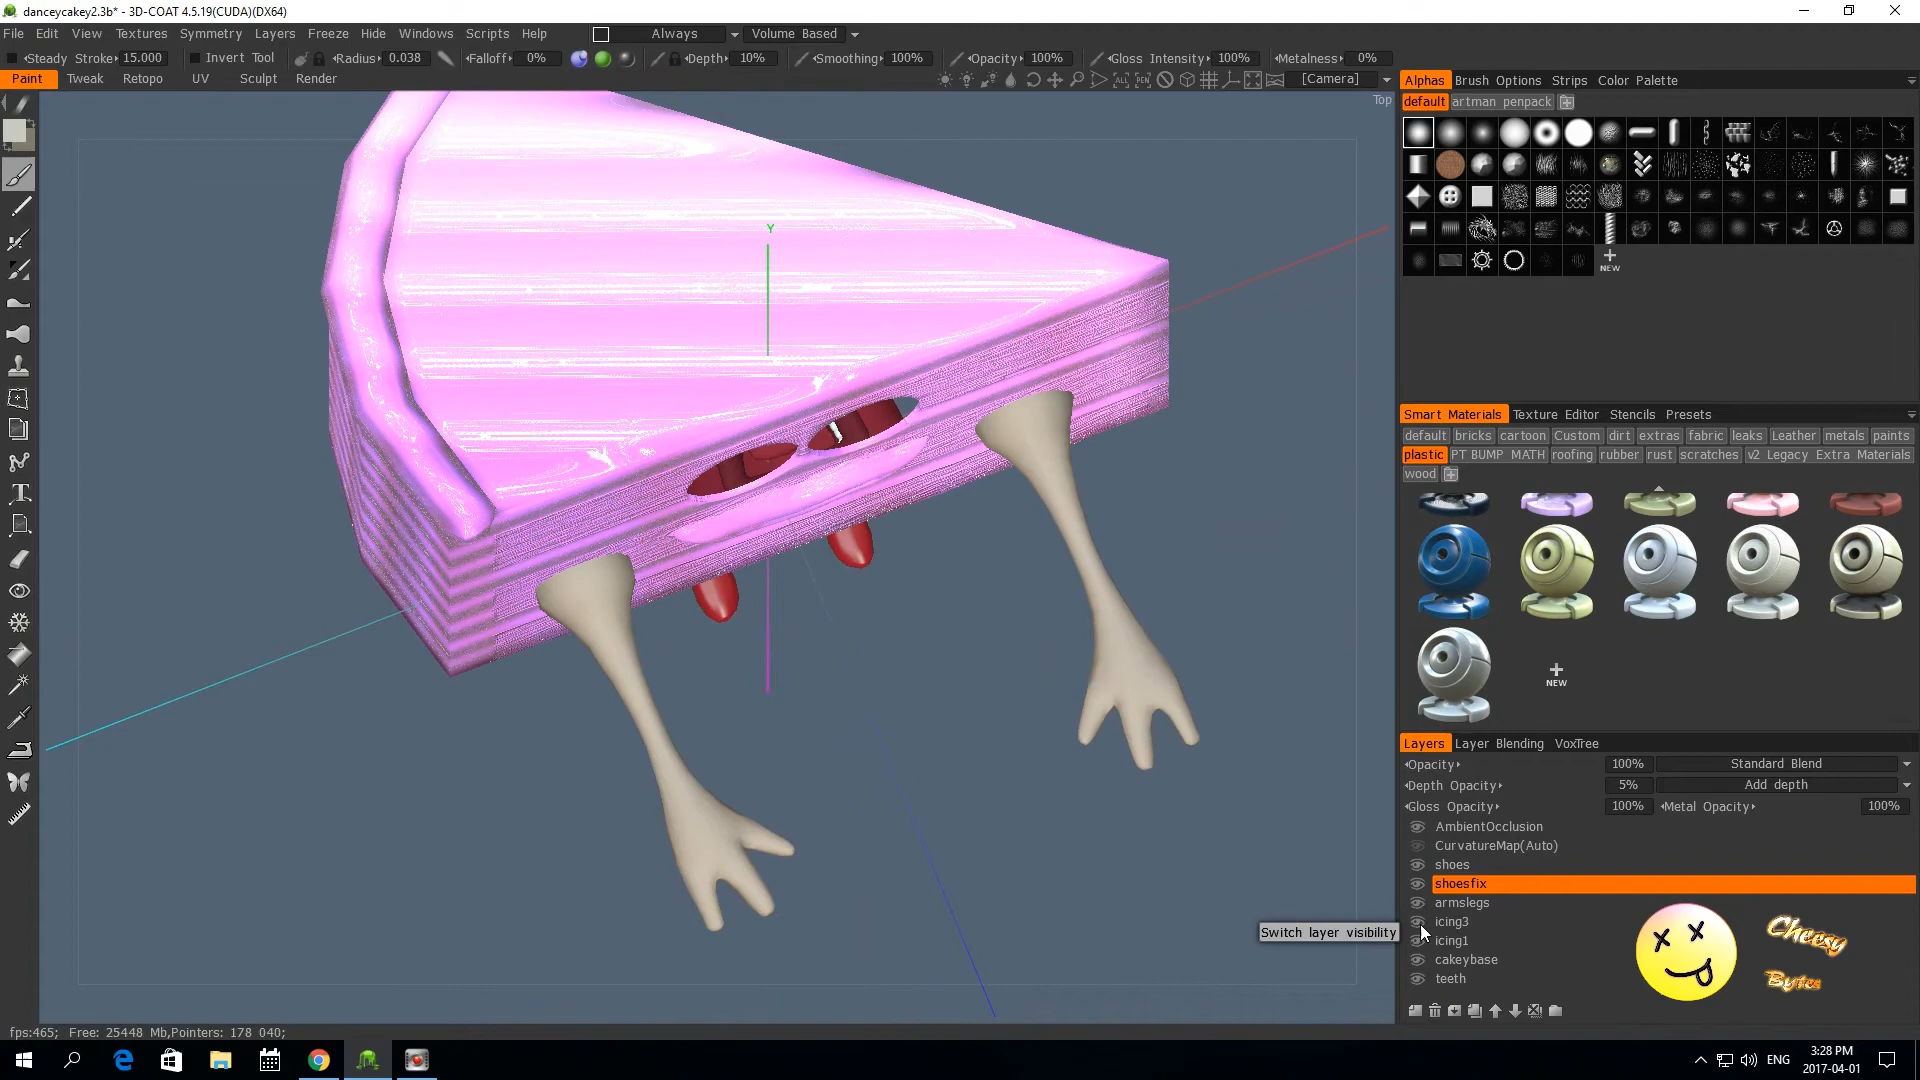 danceycakey2.3b* - 3D-COAT 4.5.19(CUDA)(DX64)
File Edit View Textures Symmetry Layers Freeze Hide Windows Scripts Help Always Volume Based
Steady Stroke 15.000 Invert Tool Radius 0.038 Falloff 0% Depth 10% Smoothing 100% Opacity 100% Gloss Intensity 100% Metalness 0%
Paint Tweak Retopo UV Sculpt Render [Camera]
Alphas Brush Options Strips Color Palette
Top
default artman penpack
Y
NEW
Smart Materials Texture Editor Stencils Presets
default bricks cartoon Custom dirt extras fabric leaks Leather metals paints
plastic PT BUMP MATH roofing rubber rust scratches v2 Legacy Extra Materials
wood
NEW
Layers Layer Blending VoxTree
Opacity 100% Standard Blend
Depth Opacity 5% Add depth
Gloss Opacity 100% Metal Opacity 100%
AmbientOcclusion
CurvatureMap(Auto)
shoes
shoesfix
armslegs
icing3
Switch layer visibility
icing1
cakeybase
teeth
Cheesy
Bytes
fps:465; Free: 25448 Mb,Pointers: 178 040;
ENG
3:28 PM
2017-04-01